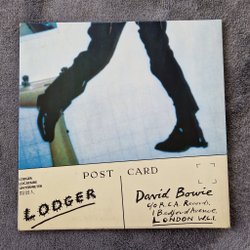 POST CARD
LODGER
David Bowie
c/o R.C.A. Records,
1 Bedford Avenue,
LONDON W.C.1.